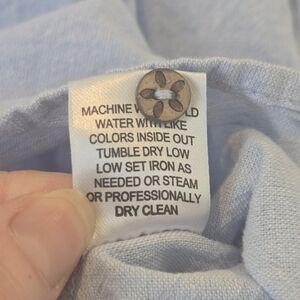 MACHINE
WATER WITH LIKE
COLORS INSIDE OUT
TUMBLE DRY LOW
LOW SET IRON AS
NEEDED OR STEAM
OR PROFESSIONALLY
DRY CLEAN